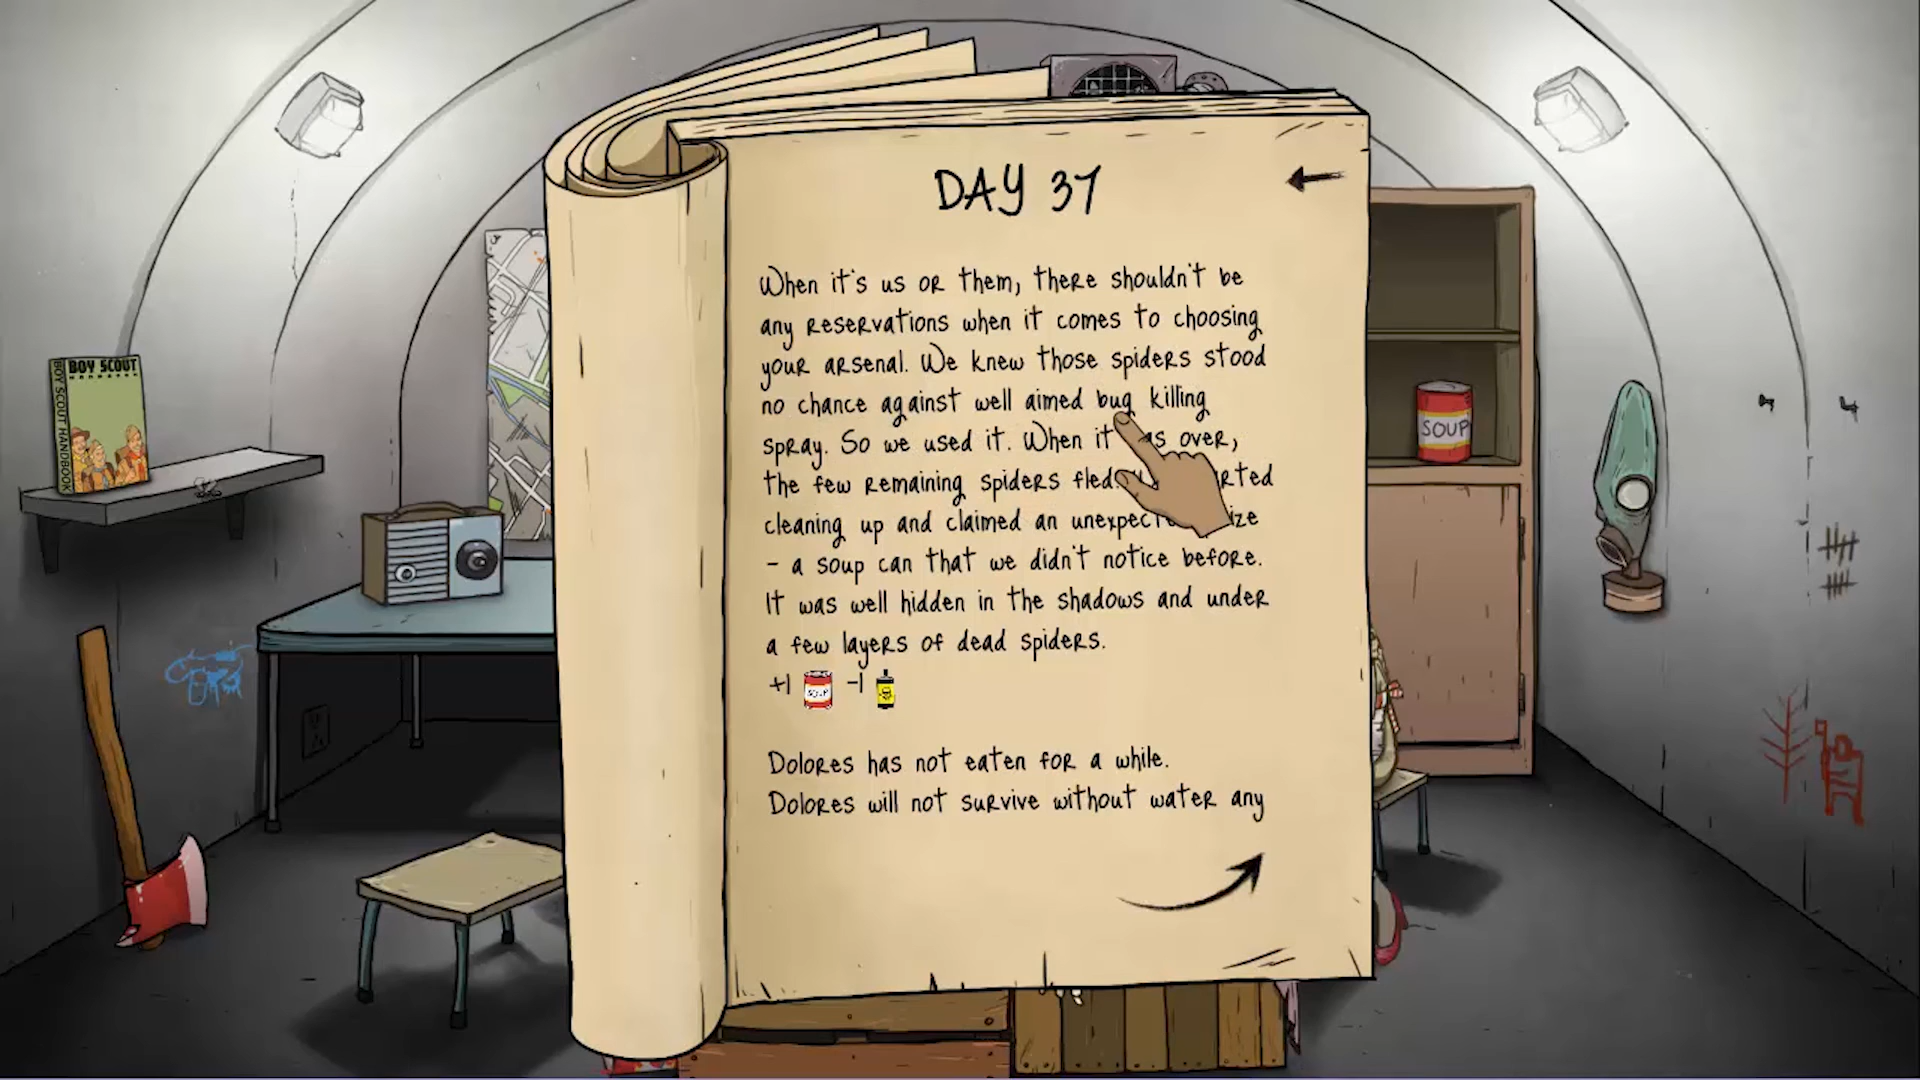 BOY SCOUT
HANDBOOK
BOY SCOUT HANDBOOK
DAY 37
When it's us or them, there shouldn't be
any reservations when it comes to choosing
your arsenal. We knew those spiders stood
no chance against well aimed bug killing
spray. So we used it. When it over,
the few remaining spiders fled.
cleaning up and claimed an
- a soup can that we didn't notice before.
It was well hidden in the shadows and under
a few layers of dead spiders.
+1 SOUP -1
Dolores has not eaten for a while.
Dolores will not survive without water any
SOUP